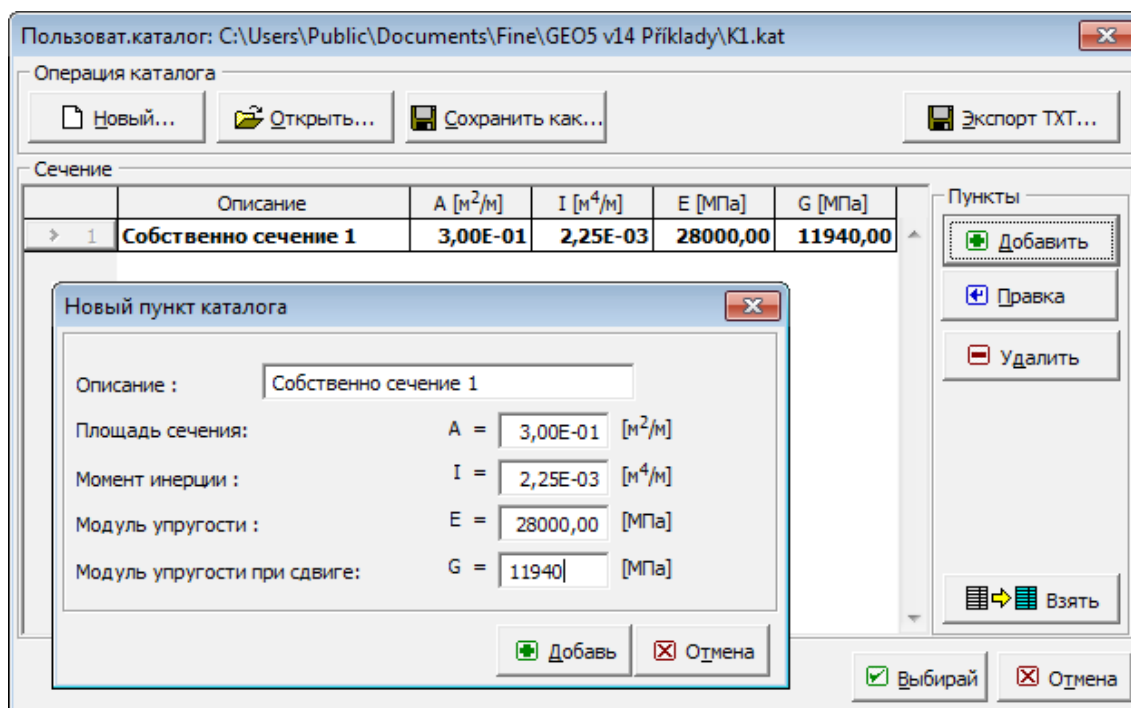 Пользоват.каталог: C:\Users\Public\Documents\Fine\GEO5 v14 Příklady\K1.kat
Операция каталога
Новый... Открыть... Сохранить как... Экспорт TXT...
Сечение
Описание A [м²/м] I [м⁴/м] E [МПа] G [МПа]
1 Собственно сечение 1 3,00E-01 2,25E-03 28000,00 11940,00
Пункты
Добавить
Правка
Удалить
Взять
Новый пункт каталога
Описание : Собственно сечение 1
Площадь сечения: A = 3,00E-01 [м²/м]
Момент инерции : I = 2,25E-03 [м⁴/м]
Модуль упругости : E = 28000,00 [МПа]
Модуль упругости при сдвиге: G = 11940 [МПа]
Добавь Отмена
Выбирай Отмена